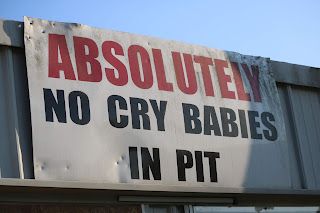 ABSOLUTELY
NO CRY BABIES
IN PIT